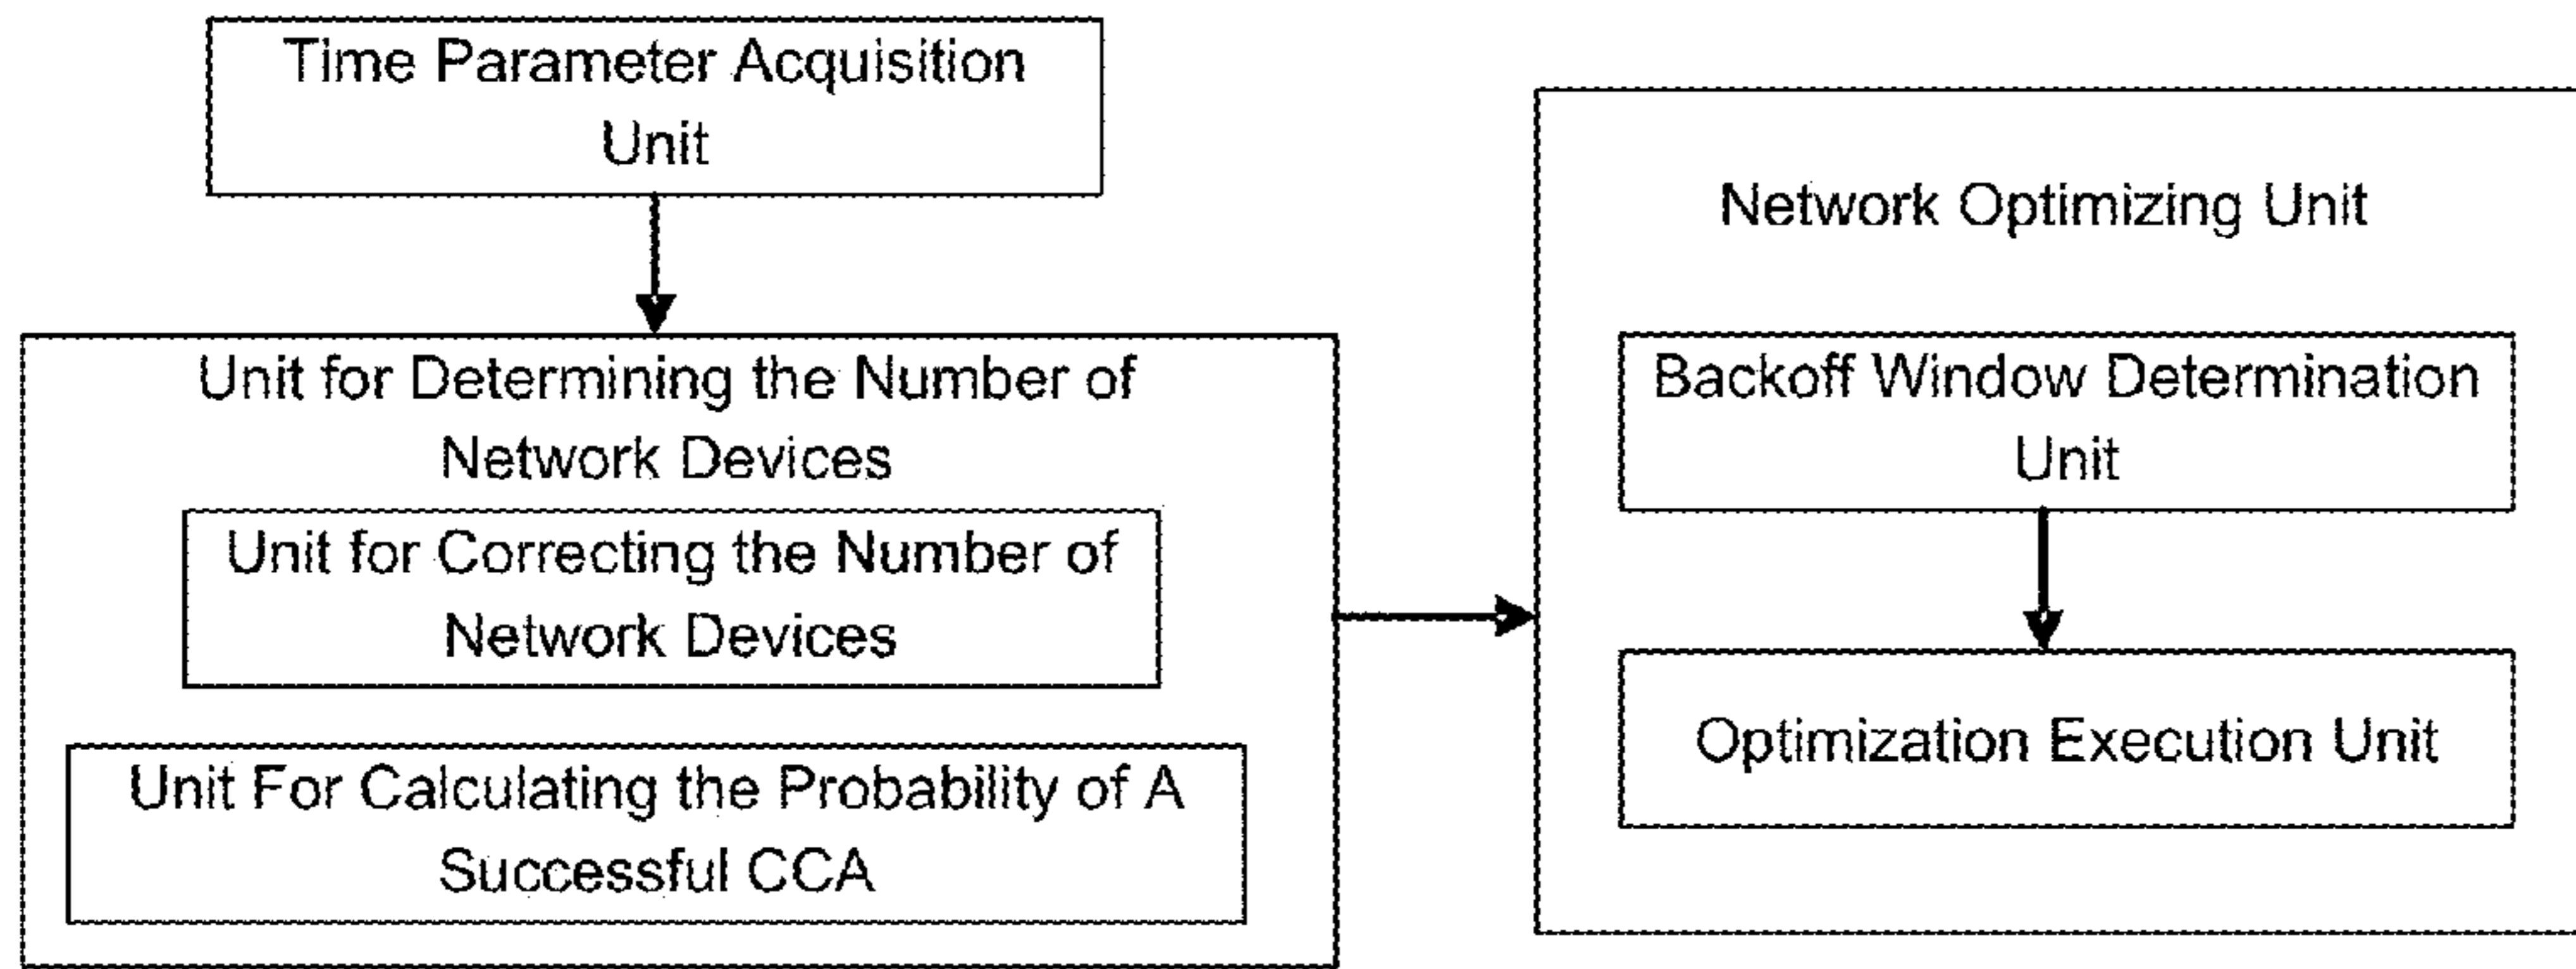 Time Parameter Acquisition
Unit
Unit for Determining the Number of
Network Devices
Unit for Correcting the Number of
Network Devices
Unit For Calculating the Probability of A
Successful CCA
Network Optimizing Unit
Backoff Window Determination
Unit
Optimization Execution Unit